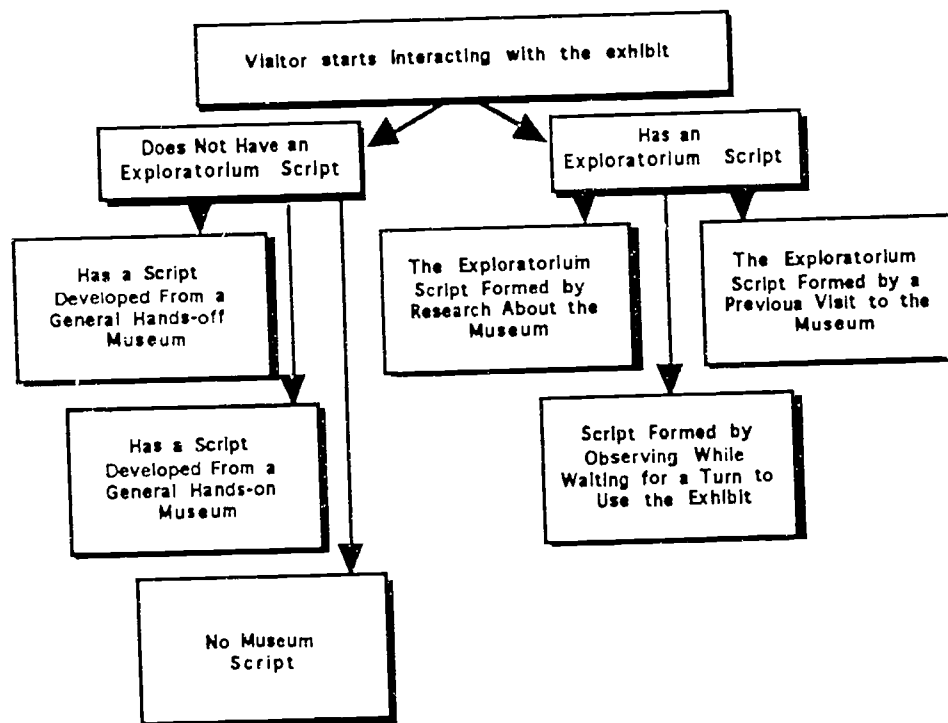 Visitor starts interacting with the exhibit
Does Not Have an
Exploratorium Script
Has an
Exploratorium Script
Has a Script
Developed From a
General Hands-off
Museum
The Exploratorium
Script Formed by
Research About the
Museum
The Exploratorium
Script Formed by a
Previous Visit to the
Museum
Has a Script
Developed From a
General Hands-on
Museum
Script Formed by
Observing While
Waiting for a Turn to
Use the Exhibit
No Museum
Script